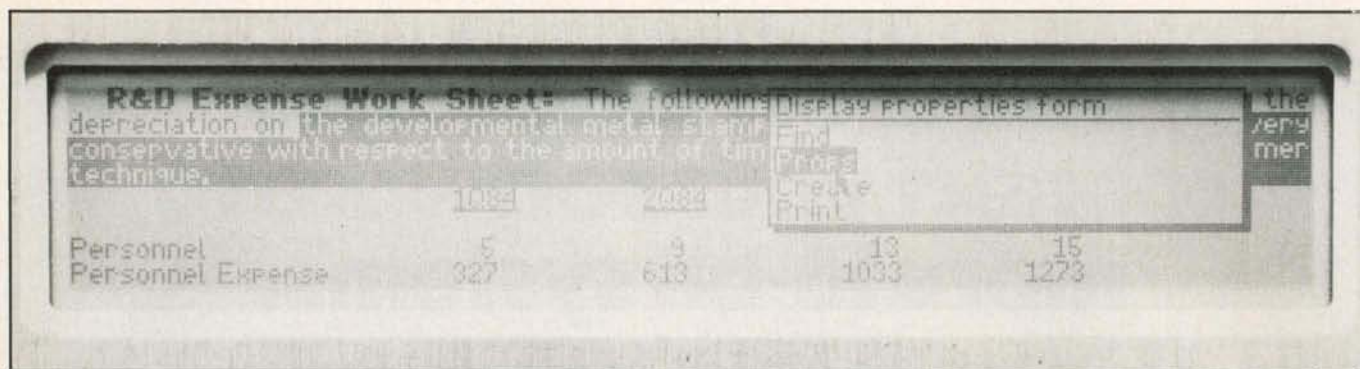 R&D Expense Work Sheet: The following
the
depreciation on the developmental metal stamp
very
conservative with respect to the amount of tim
mer
technique.
Display properties form
Find
Props
Create
Print
1Q84 2Q84
Personnel 5 9 13 15
Personnel Expense 327 613 1033 1273